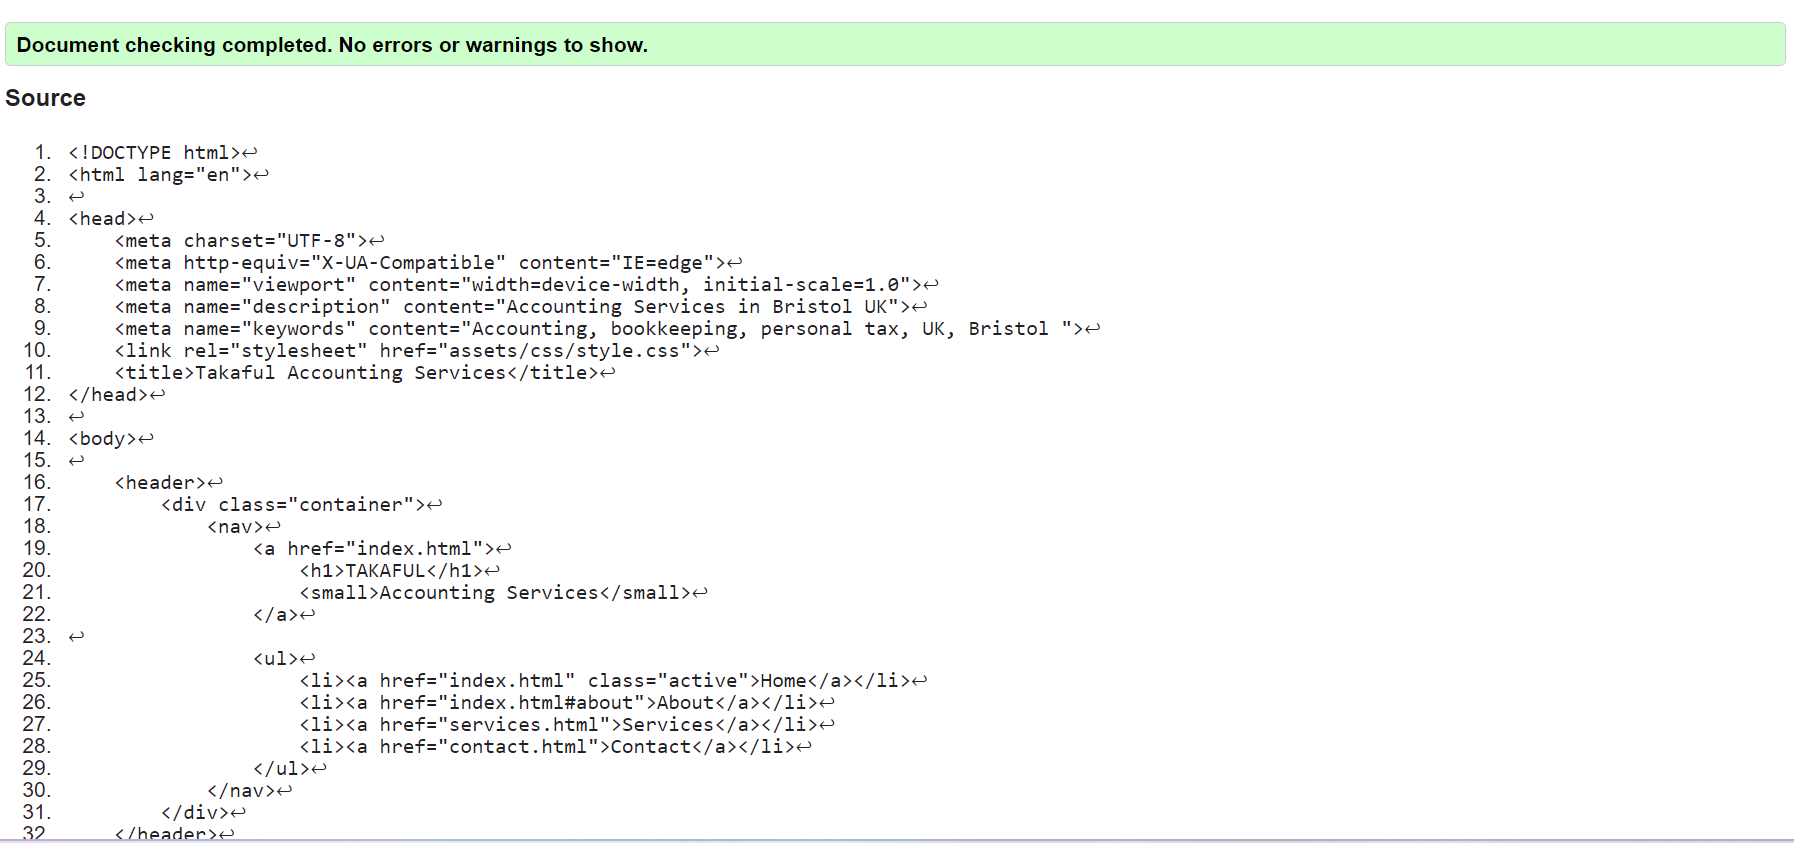 Document checking completed. No errors or warnings to show.
Source
1. <!DOCTYPE html>↩
2. <html lang="en">↩
3. ↩
4. <head>↩
5.     <meta charset="UTF-8">↩
6.     <meta http-equiv="X-UA-Compatible" content="IE=edge">↩
7.     <meta name="viewport" content="width=device-width, initial-scale=1.0">↩
8.     <meta name="description" content="Accounting Services in Bristol UK">↩
9.     <meta name="keywords" content="Accounting, bookkeeping, personal tax, UK, Bristol ">↩
10.     <link rel="stylesheet" href="assets/css/style.css">↩
11.     <title>Takaful Accounting Services</title>↩
12. </head>↩
13. ↩
14. <body>↩
15. ↩
16.     <header>↩
17.         <div class="container">↩
18.             <nav>↩
19.                 <a href="index.html">↩
20.                     <h1>TAKAFUL</h1>↩
21.                     <small>Accounting Services</small>↩
22.                 </a>↩
23. ↩
24.                 <ul>↩
25.                     <li><a href="index.html" class="active">Home</a></li>↩
26.                     <li><a href="index.html#about">About</a></li>↩
27.                     <li><a href="services.html">Services</a></li>↩
28.                     <li><a href="contact.html">Contact</a></li>↩
29.                 </ul>↩
30.             </nav>↩
31.         </div>↩
32     </header>↩